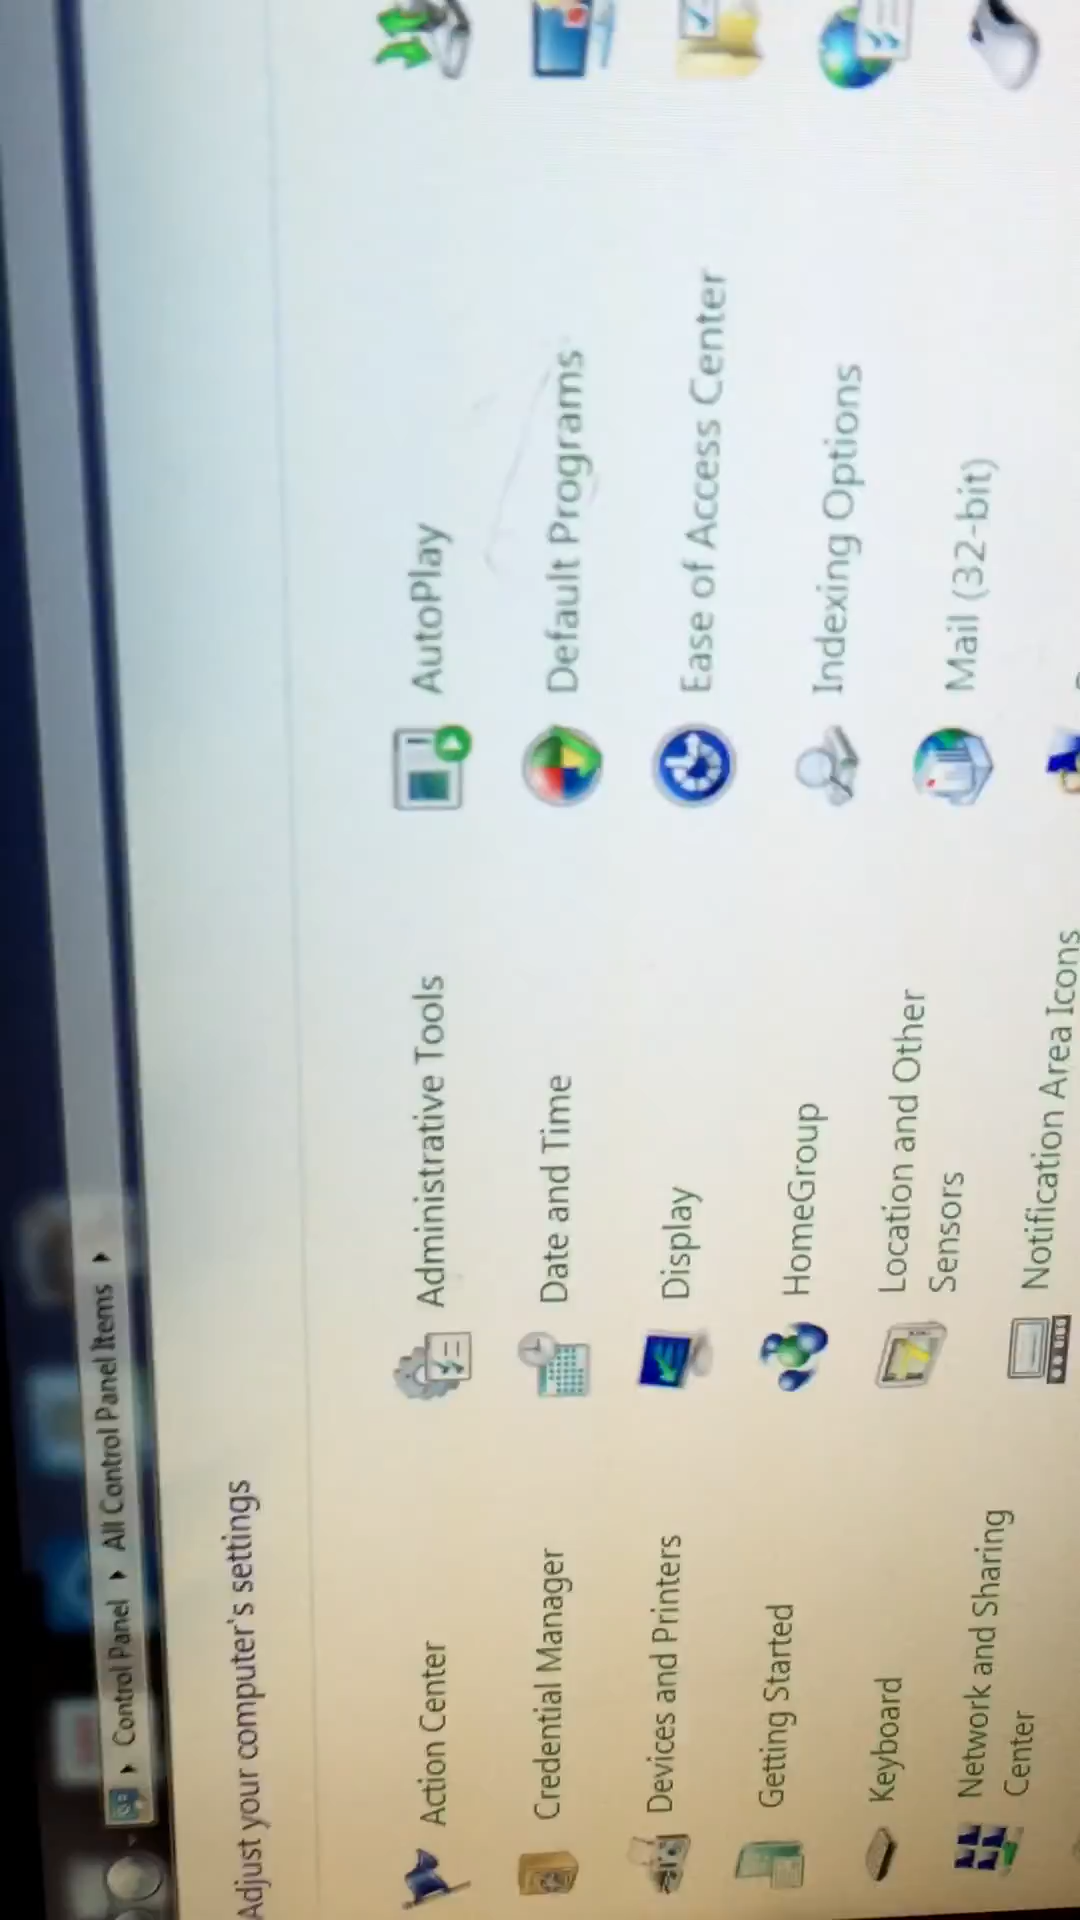 Control Panel
All Control Panel Items
Adjust your computer's settings
Action Center
Administrative Tools
AutoPlay
Credential Manager
Date and Time
Default Programs
Devices and Printers
Display
Ease of Access Center
Getting Started
HomeGroup
Indexing Options
Keyboard
Location and Other
Sensors
Mail (32-bit)
Network and Sharing
Center
Notification Area Icons